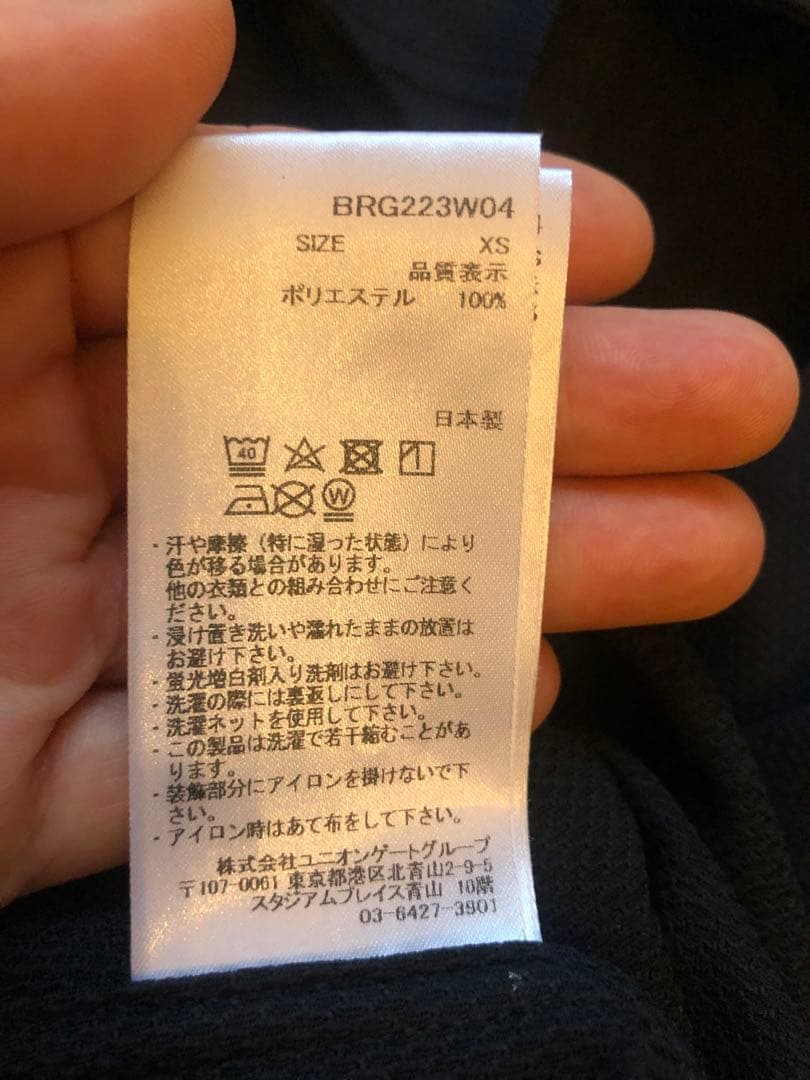 BRG223W04
SIZE XS
品質表示
ポリエステル 100%
日本製
40
W
・汗や摩擦（特に湿った状態）により
色が移る場合があります。
他の衣類との組み合わせにご注意く
ださい。
・浸け置き洗いや濡れたままの放置は
お避け下さい。
・蛍光増白剤入り洗剤はお避け下さい。
・洗濯の際には裏返しにして下さい。
・洗濯ネットを使用して下さい。
・この製品は洗濯で若干縮むことがあ
ります。
・装飾部分にアイロンを掛けないで下
さい。
・アイロン時はあて布をして下さい。
株式会社ユニオンゲートグループ
〒107-0061 東京都港区北青山2-9-5
スタジアムプレイス青山 10階
03-6427-3901